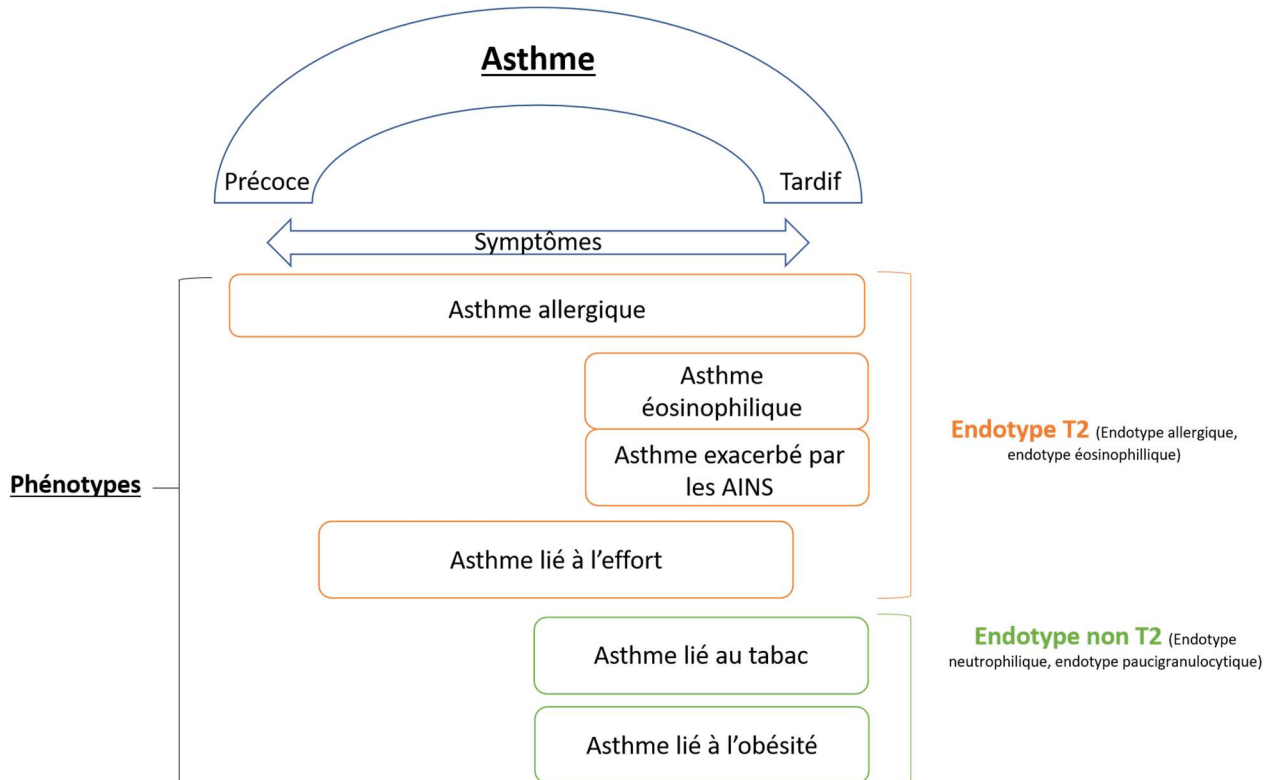 Asthme
Précoce
Tardif
Symptômes
Asthme allergique
Asthme
éosinophilique
Asthme exacerbé par
les AINS
Endotype T2 (Endotype allergique,
endotype éosinophillique)
Phénotypes
Asthme lié à l’effort
Asthme lié au tabac
Endotype non T2 (Endotype
neutrophilique, endotype paucigranulocytique)
Asthme lié à l’obésité